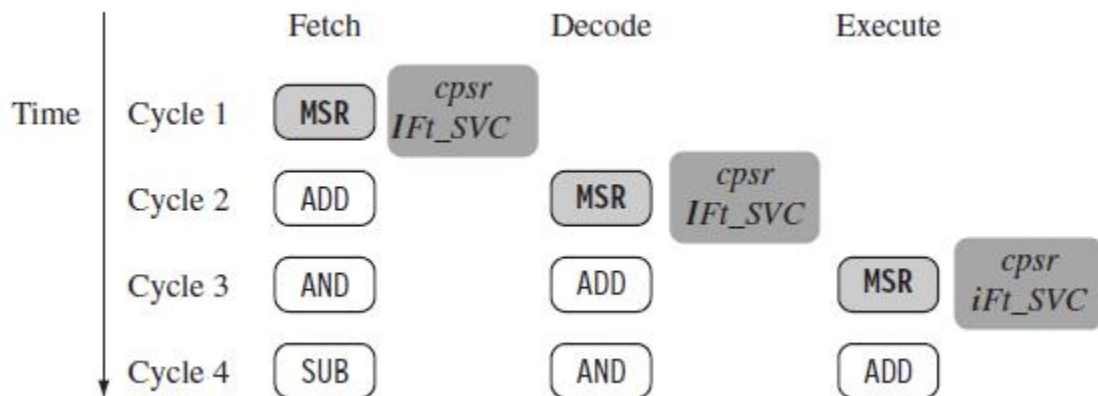 Fetch Decode Execute
Time Cycle 1 MSR cpsr IFt_SVC
Cycle 2 ADD MSR cpsr IFt_SVC
Cycle 3 AND ADD MSR cpsr iFt_SVC
Cycle 4 SUB AND ADD